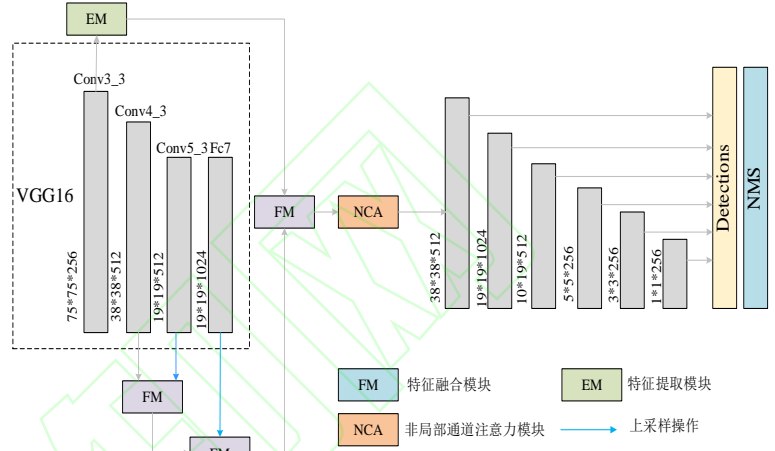 EM
Conv3_3
Conv4_3
Conv5_3 Fc7
VGG16
75*75*256
38*38*512
19*19*512
19*19*1024
FM
NCA
38*38*512
19*19*1024
10*19*512
5*5*256
3*3*256
1*1*256
Detections
NMS
FM
FM 特征融合模块
EM 特征提取模块
NCA 非局部通道注意力模块
上采样操作